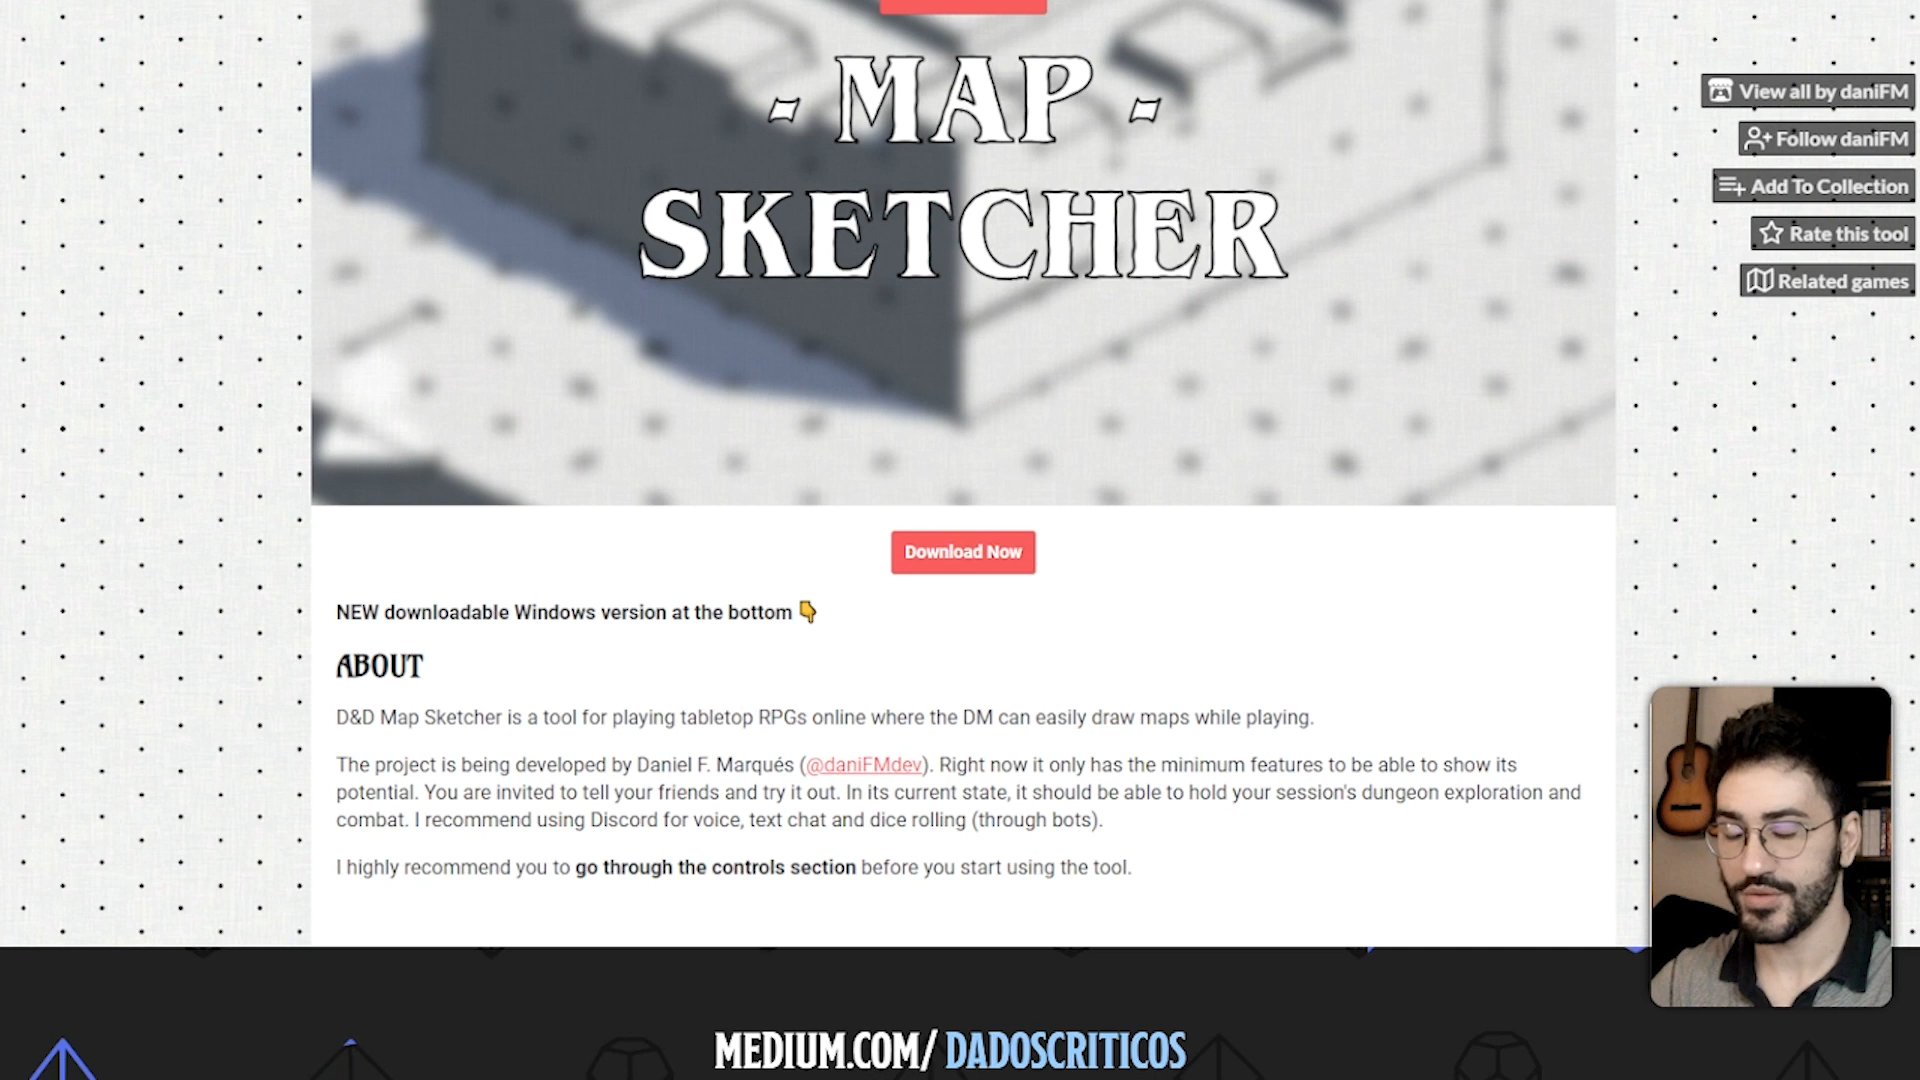 - MAP -
SKETCHER
View all by daniFM
Follow daniFM
Add To Collection
Rate this tool
Related games
Download Now
NEW downloadable Windows version at the bottom 👇
ABOUT
D&D Map Sketcher is a tool for playing tabletop RPGs online where the DM can easily draw maps while playing.
The project is being developed by Daniel F. Marqués (@daniFMdev). Right now it only has the minimum features to be able to show its
potential. You are invited to tell your friends and try it out. In its current state, it should be able to hold your session's dungeon exploration and
combat. I recommend using Discord for voice, text chat and dice rolling (through bots).
I highly recommend you to go through the controls section before you start using the tool.
MEDIUM.COM/ DADOSCRITICOS